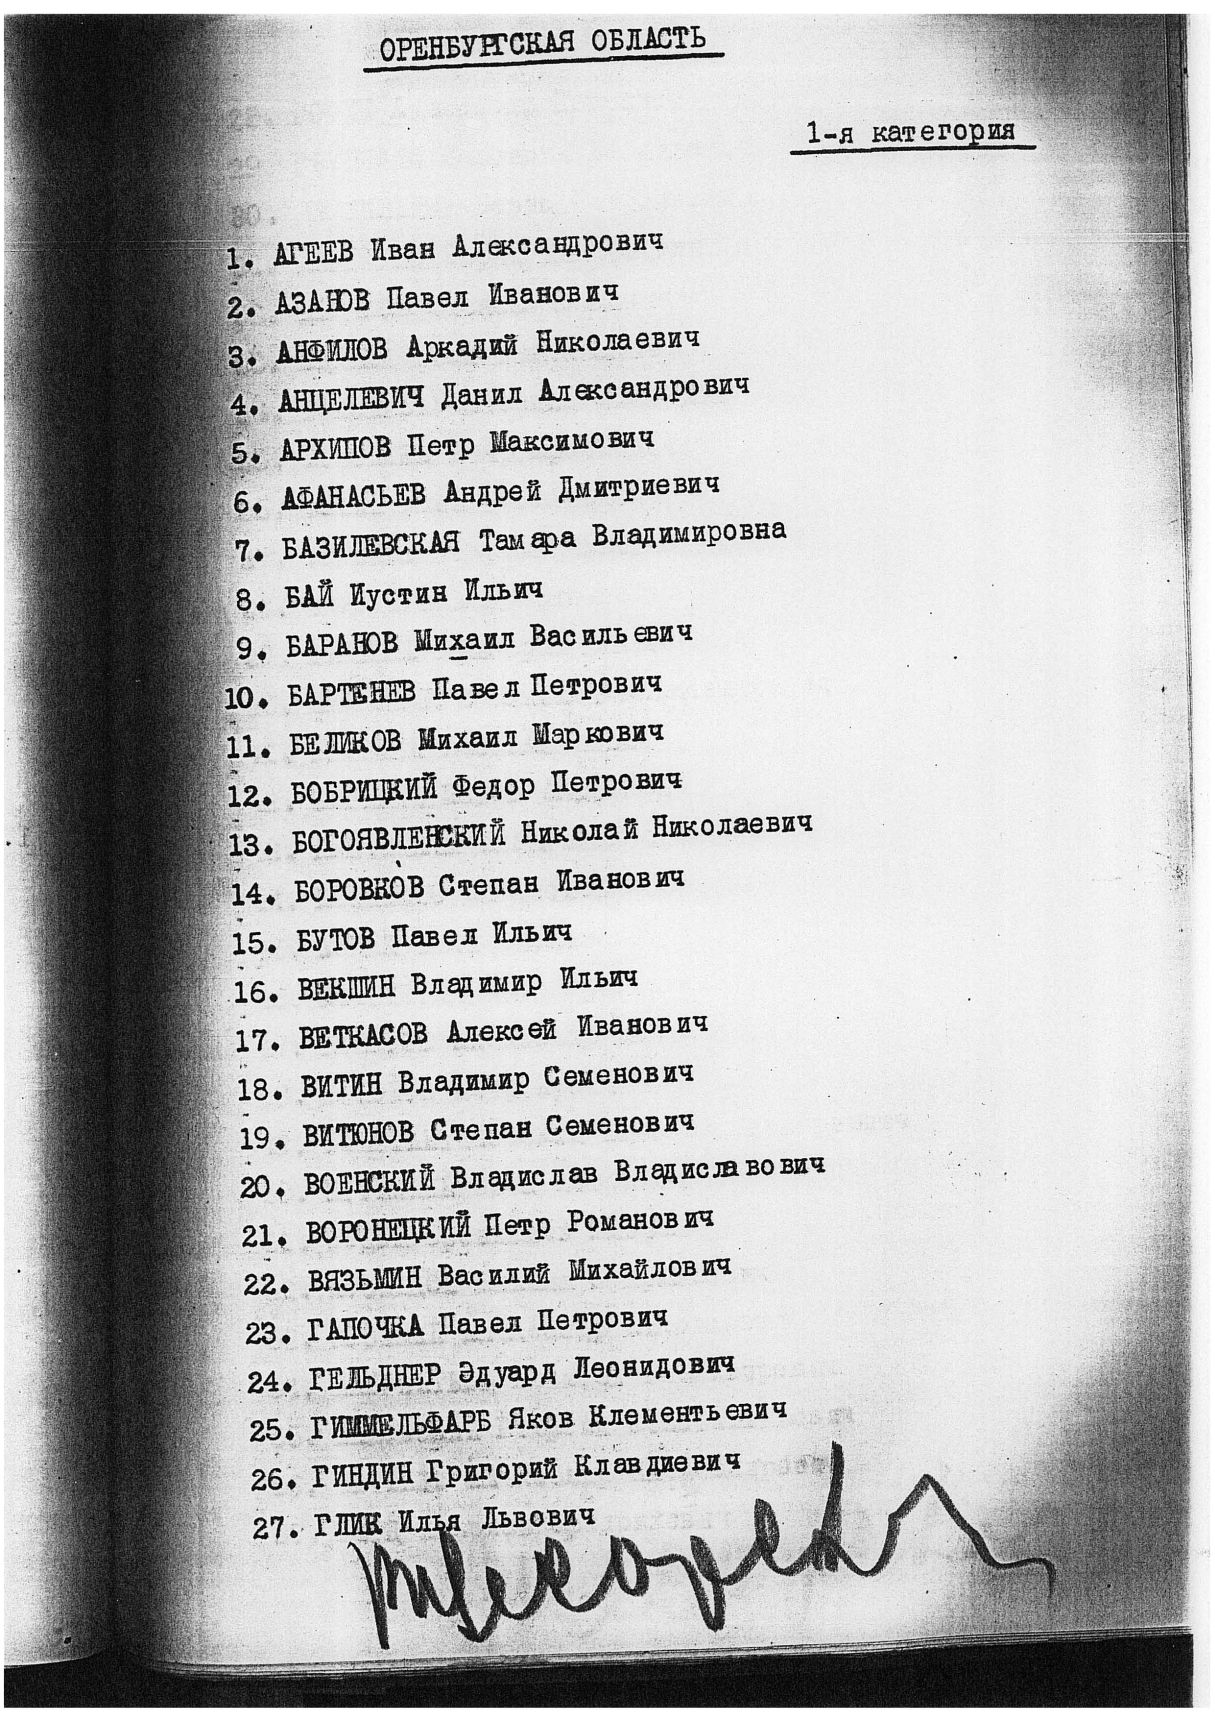 ОРЕНБУРГСКАЯ ОБЛАСТЬ
1-я категория
1. АГЕЕВ Иван Александрович
2. АЗАНОВ Павел Иванович
3. АНФИЛОВ Аркадий Николаевич
4. АНЦЕЛЕВИЧ Данил Александрович
5. АРХИПОВ Петр Максимович
6. АФАНАСЬЕВ Андрей Дмитриевич
7. БАЗИЛЕВСКАЯ Тамара Владимировна
8. БАЙ Иустин Ильич
9. БАРАНОВ Михаил Васильевич
10. БАРТЕНЕВ Павел Петрович
11. БЕЛИКОВ Михаил Маркович
12. БОБРИЦКИЙ Федор Петрович
13. БОГОЯВЛЕНСКИЙ Николай Николаевич
14. БОРОВКОВ Степан Иванович
15. БУТОВ Павел Ильич
16. ВЕКШИН Владимир Ильич
17. ВЕТКАСОВ Алексей Иванович
18. ВИТИН Владимир Семенович
19. ВИТЮНОВ Степан Семенович
20. ВОЕНСКИЙ Владислав Владиславович
21. ВОРОНЕЦКИЙ Петр Романович
22. ВЯЗЬМИН Василий Михайлович
23. ГАПОЧКА Павел Петрович
24. ГЕЛЬДНЕР Эдуард Леонидович
25. ГИММЕЛЬФАРБ Яков Клементьевич
26. ГИНДИН Григорий Клавдиевич
27. ГЛИК Илья Львович